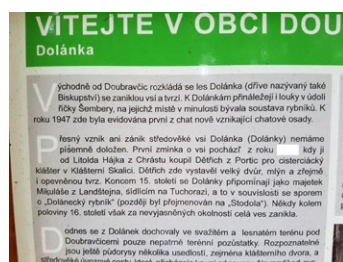 VÍTEJTE V OBCI DOU
Dolánka
Východně od Doubravčic rozkládá se les Dolánka (dříve nazývaný také
Biskupství) se zaniklou vsí a tvrzí. K Dolánkám přináležejí i louky v údolí
říčky Šembery, na jejichž místě v minulosti bývala soustava rybníků. K
roku 1947 zde byla evidována první z chat nově vznikající chatové osady.
Přesný vznik ani zánik středověké vsi Dolánka (Dolánky) nemáme
písemně doložen. První zmínka o vsi pochází z roku kdy ji
od Litolda Hájka z Chrástu koupil Dětřich z Portic pro cisterciácký
klášter v Klášterní Skalici. Dětřich zde vystavěl velký dvůr, mlýn a zřejmě
i opevněnou tvrz. Koncem 15. století se Dolánky připomínají jako majetek
Mikuláše z Landštejna, sídlícím na Tuchorazi, a to v souvislosti se sporem
o „Dolánecký rybník" (později byl přejmenován na „Stodola"). Někdy kolem
poloviny 16. století však za nevyjasněných okolností celá ves zanikla.
Dodnes se z Dolánek dochovaly ve svažitém a lesnatém terénu pod
Doubravčicemi pouze nepatrné terénní pozůstatky. Rozpoznatelné
jsou ještě půdorysy několika usedlostí, zejména klášterního dvora, a